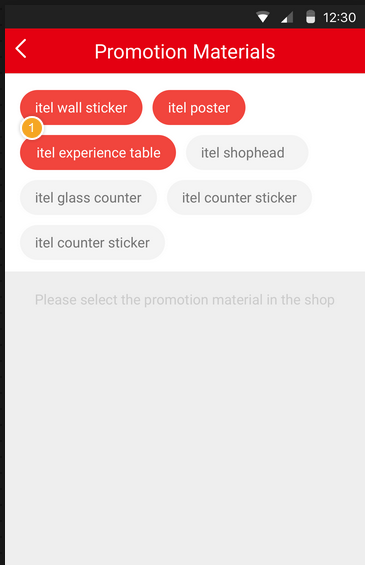 12:30
Promotion Materials
itel wall sticker itel poster
1
itel experience table itel shophead
itel glass counter itel counter sticker
itel counter sticker
Please select the promotion material in the shop